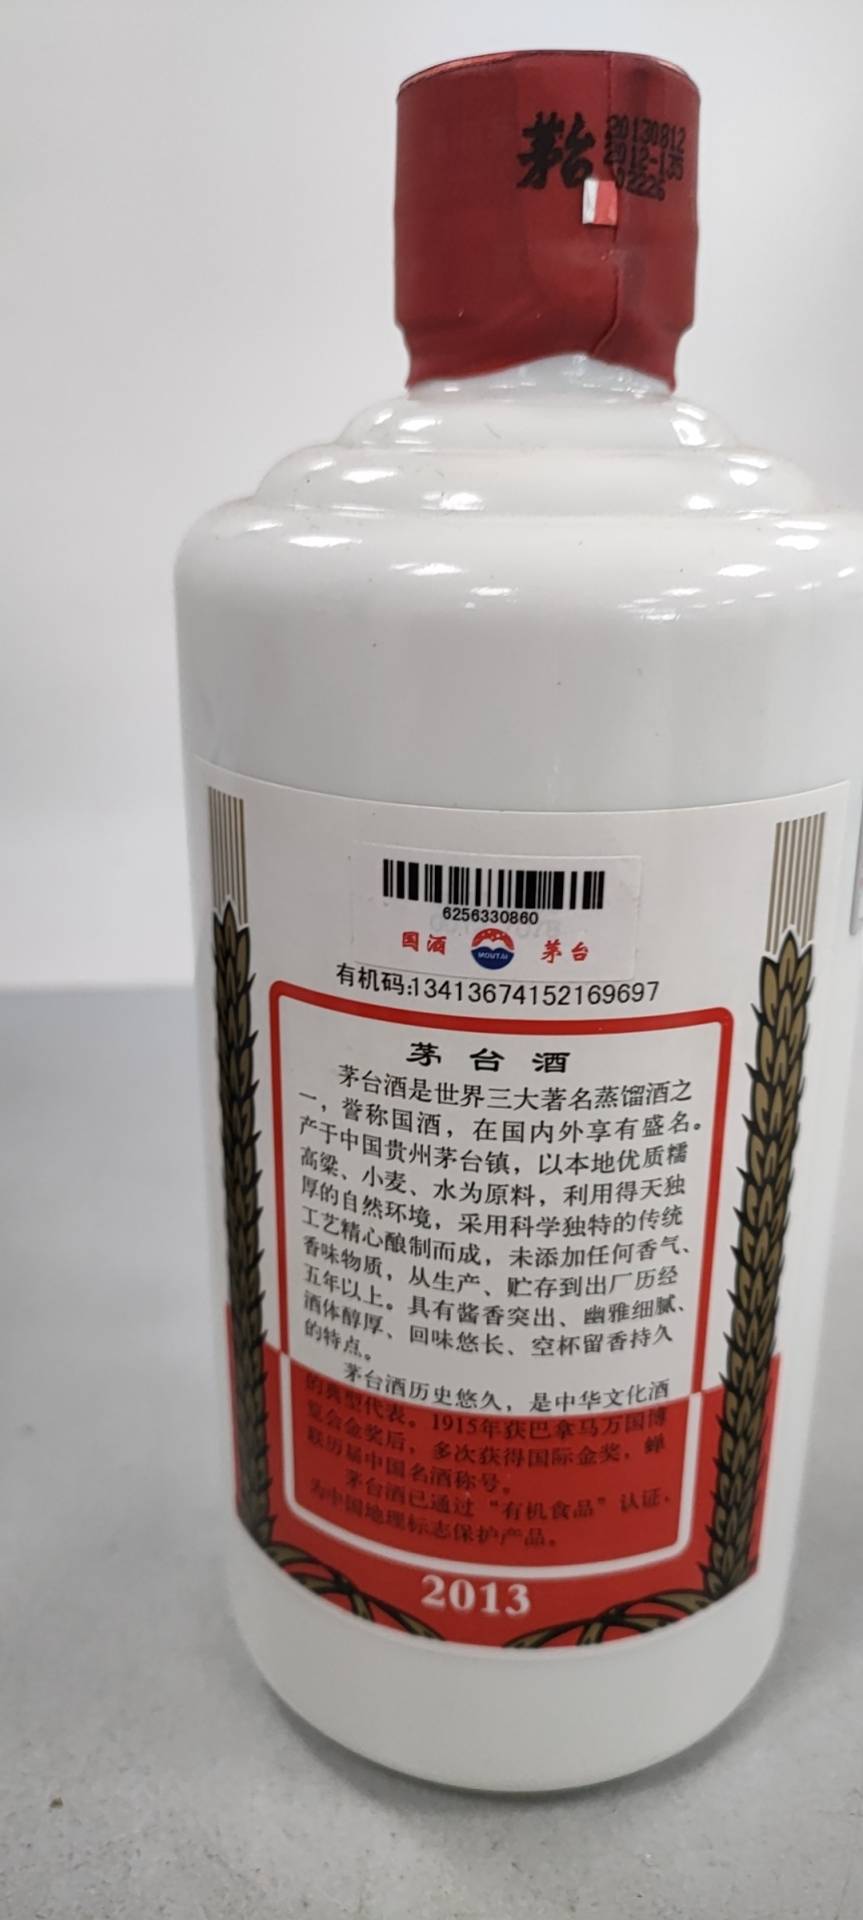 茅台
20130812
2012-135
02226
6256330860
国酒 MOUTAI 茅台
有机码:13413674152169697
茅台酒
茅台酒是世界三大著名蒸馏酒之
一，誉称国酒，在国内外享有盛名。
产于中国贵州茅台镇，以本地优质糯
高粱、小麦、水为原料，利用得天独
厚的自然环境，采用科学独特的传统
工艺精心酿制而成，未添加任何香气、
香味物质，从生产、贮存到出厂历经
五年以上。具有酱香突出、幽雅细腻、
酒体醇厚、回味悠长、空杯留香持久
的特点。
茅台酒历史悠久，是中华文化酒
的典型代表。1915年获巴拿马万国博
览会金奖后，多次获得国际金奖，蝉
联历届中国名酒称号。
茅台酒已通过“有机食品”认证，
为中国地理标志保护产品。
2013